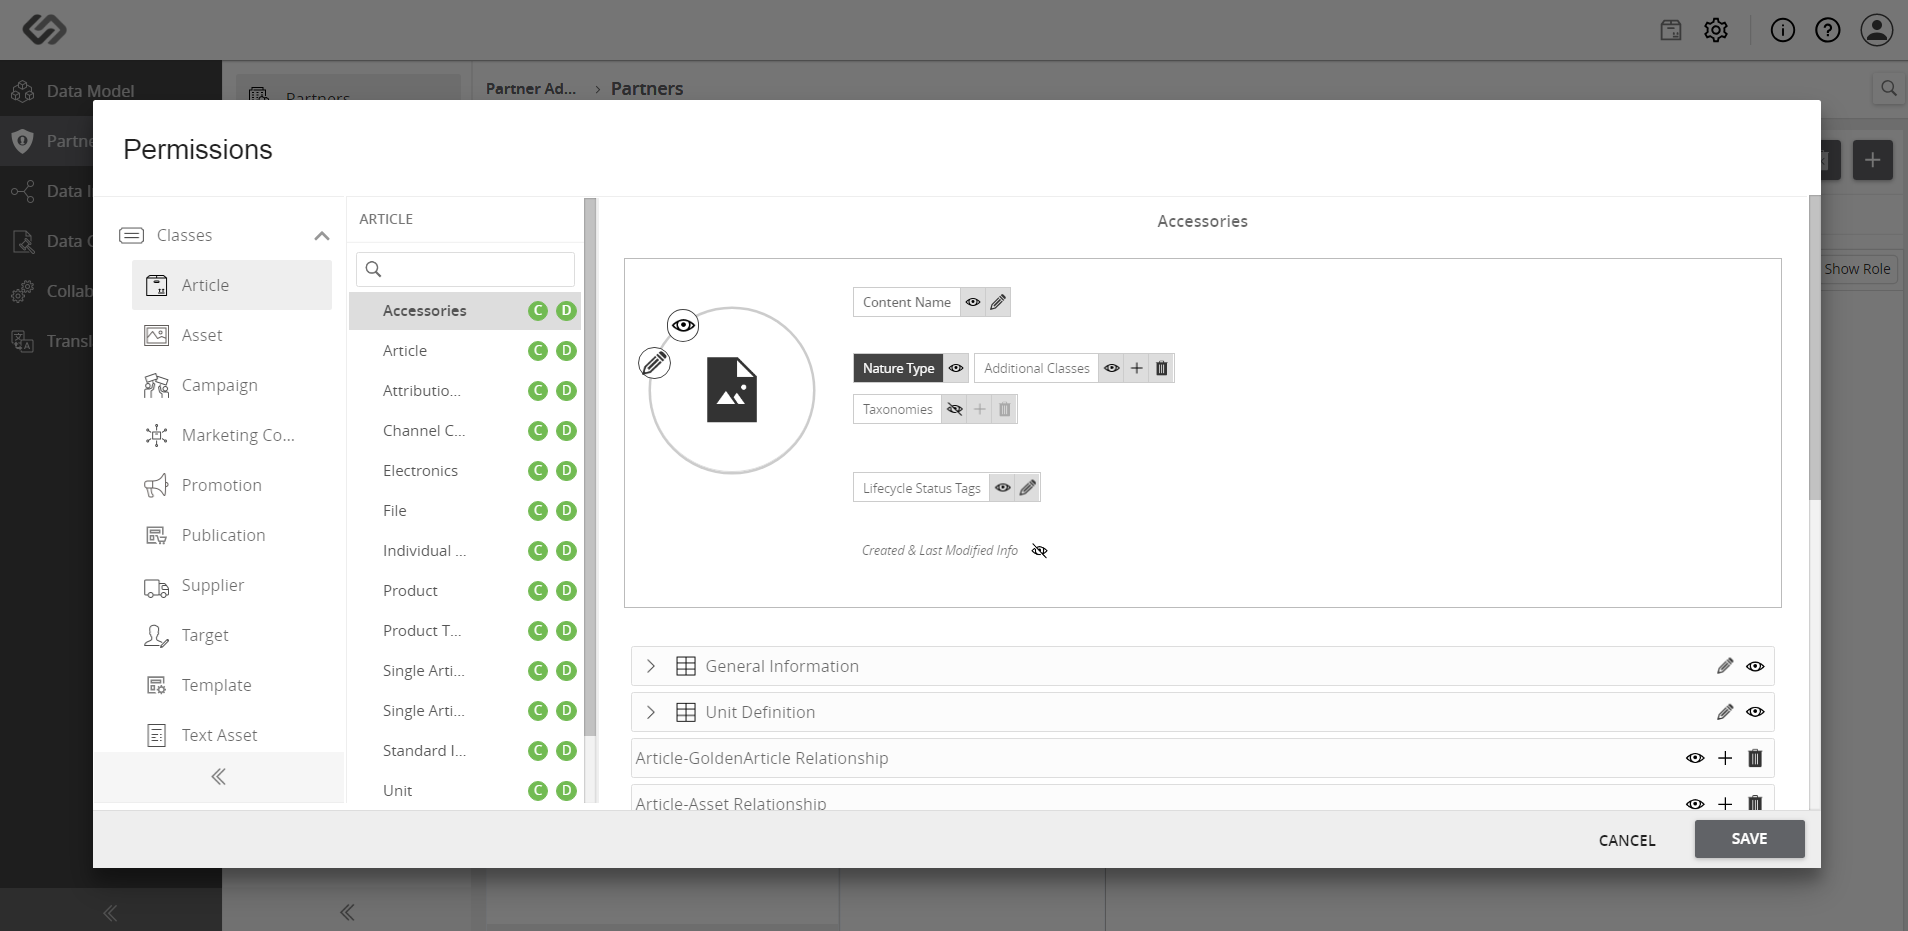 Data Model
Partne
Data I
Data
Collab
Transl
Partners
Partner Ad... > Partners
Show Role
Permissions
Classes
Article
Asset
Campaign
Marketing Co...
Promotion
Publication
Supplier
Target
Template
Text Asset
ARTICLE
Accessories C D
Article C D
Attributio... C D
Channel C... C D
Electronics C D
File C D
Individual ... C D
Product C D
Product T... C D
Single Arti... C D
Single Arti... C D
Standard I... C D
Unit C D
Accessories
Content Name
Nature Type Additional Classes
Taxonomies
Lifecycle Status Tags
Created & Last Modified Info
General Information
Unit Definition
Article-GoldenArticle Relationship
Article-Asset Relationship
CANCEL SAVE